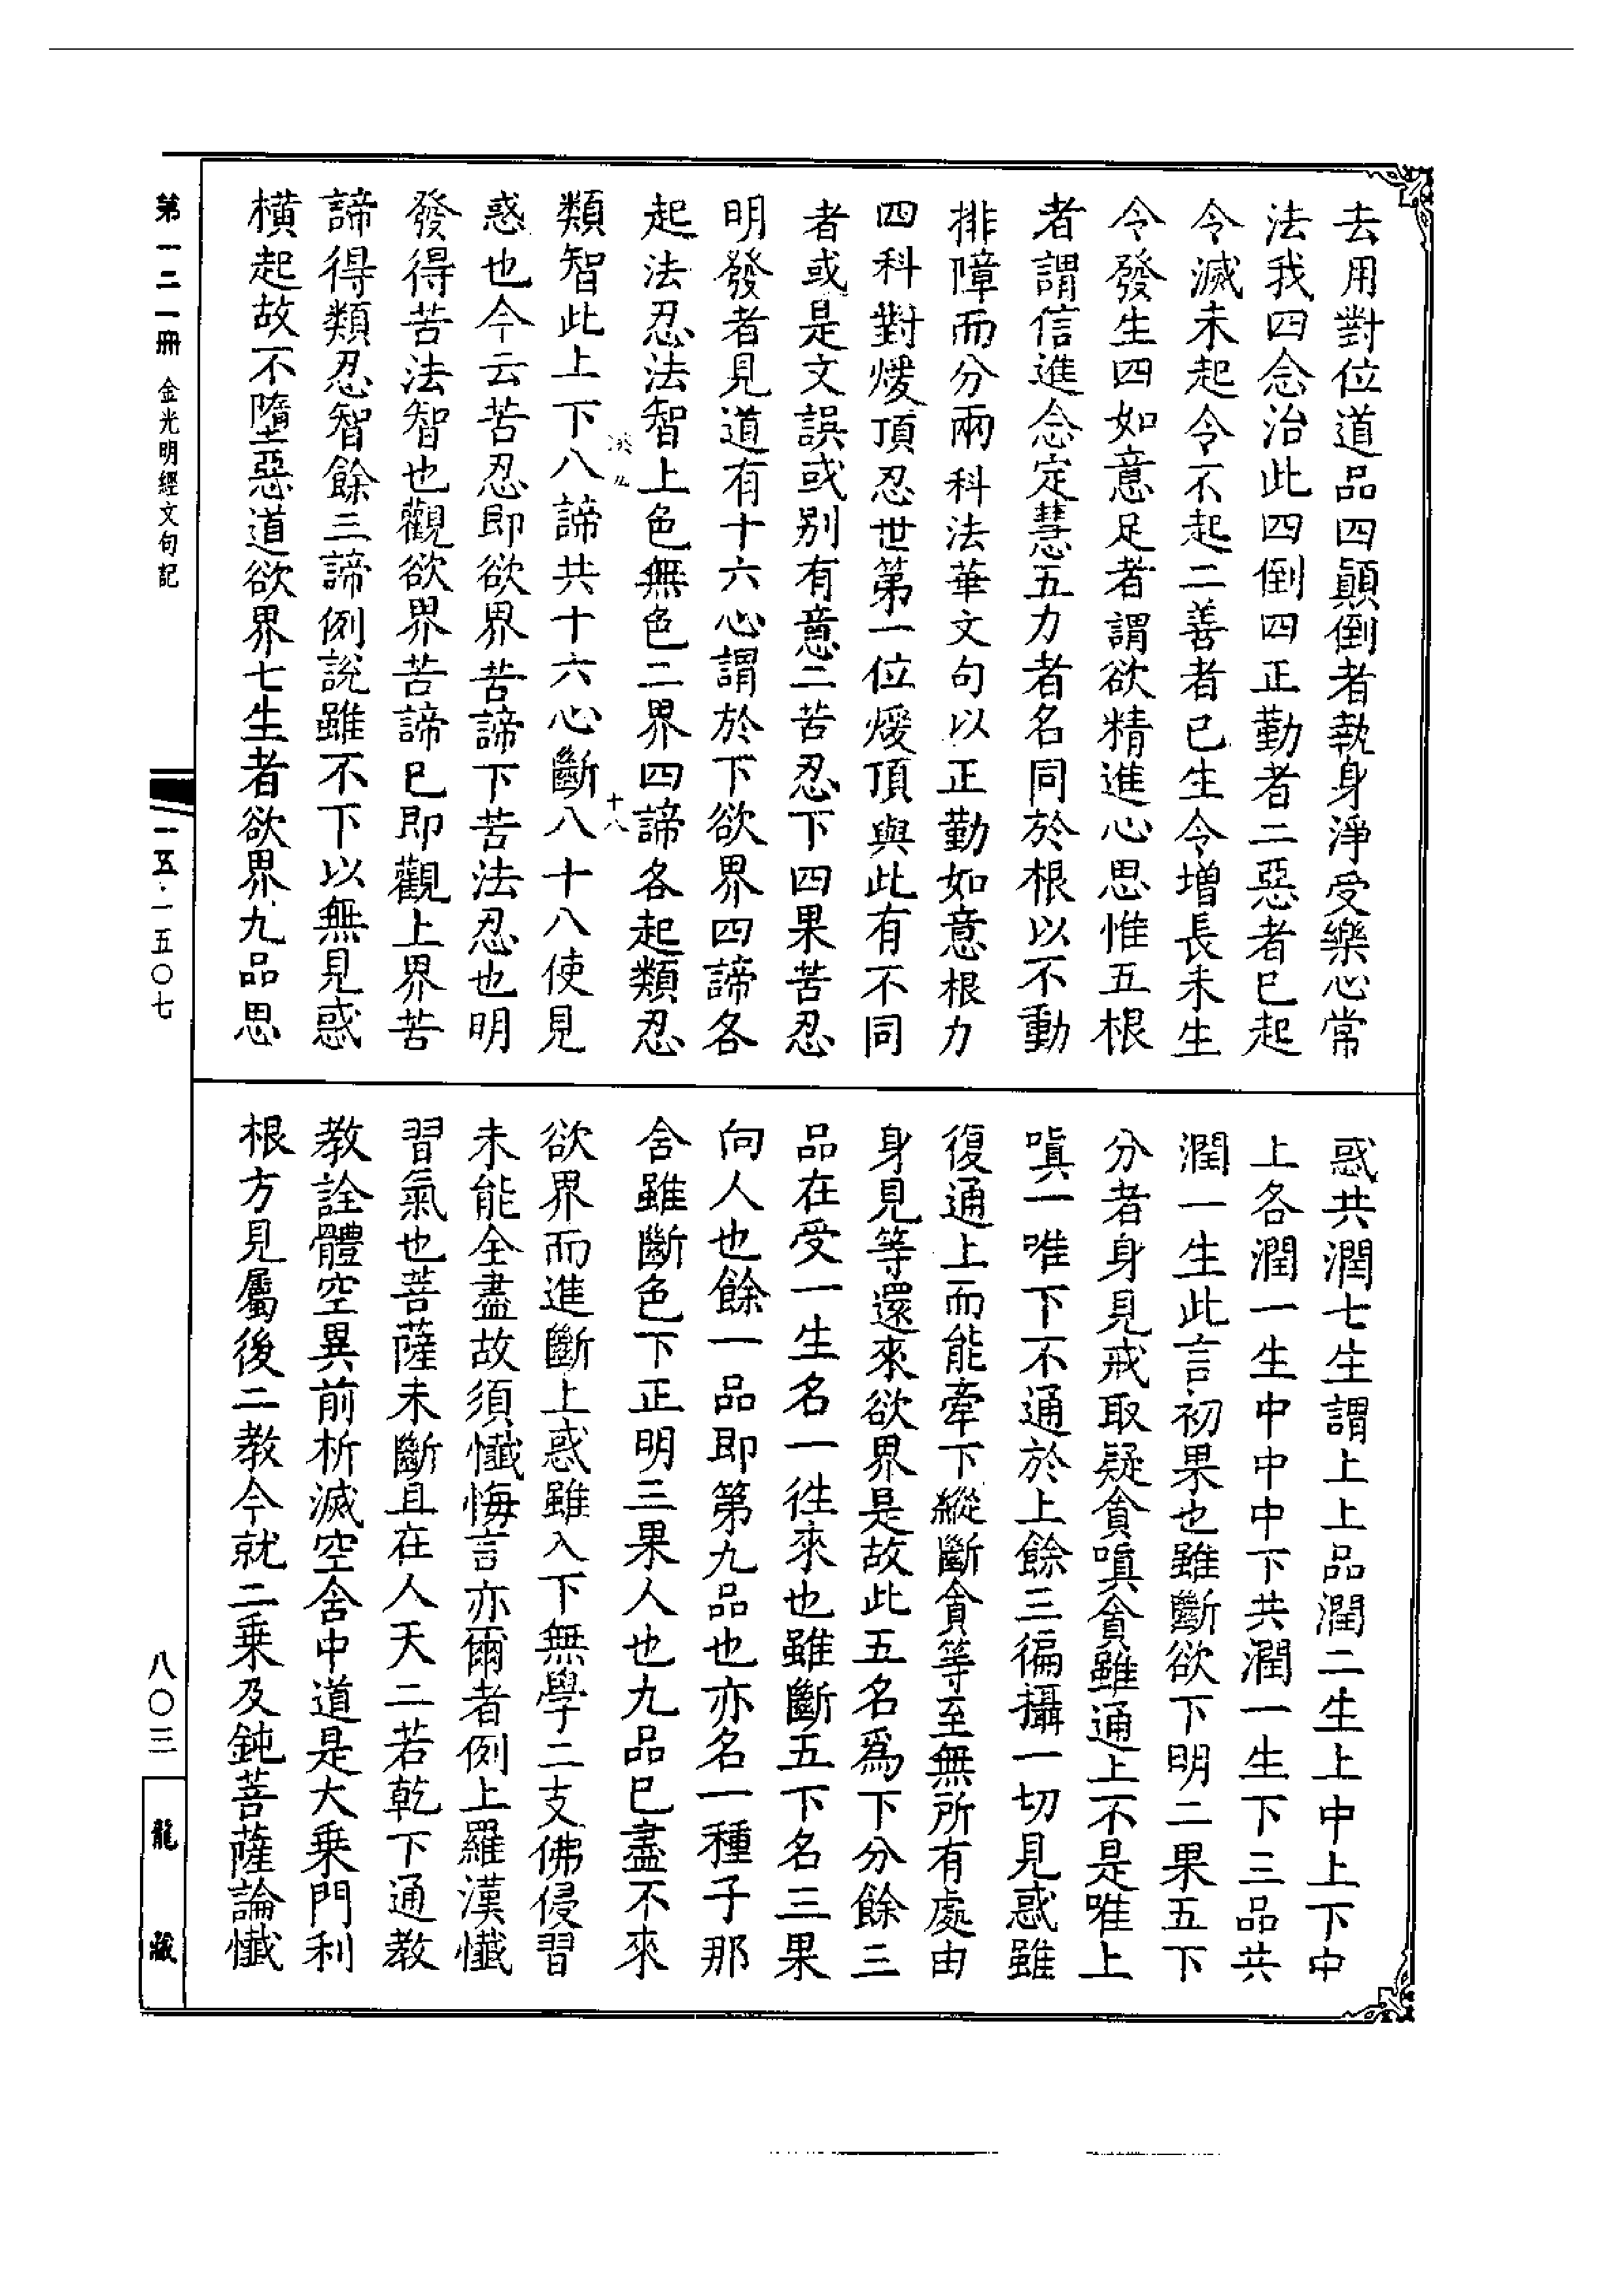 去用對位道品四顛倒者執身淨受樂心常
法我四念治此四倒四正勤者二惡者已起
令滅未起令不起二善者已生令增長未生
令發生四如意足者謂欲精進心思惟五根
者謂信進念定慧五力者名同於根以不動
排障而分兩科法華文句以正勤如意根力
四科對煖頂忍世第一位煖頂與此有不同
者或是文誤或別有意二苦忍下四果苦忍
明發者見道有十六心謂於下欲界四諦各
起法忍法智上色無色二界四諦各起類忍
十八
類智此上下八諦共十六心斷八十八使見
惑也今云苦忍即欲界苦諦下苦法忍也明
發得苦法智也觀欲界苦諦已即觀上界苦
諦得類忍智餘三諦例說雖不下以無見惑
橫起故不墮惡道欲界七生者欲界九品思
惑共潤七生謂上上品潤二生上中上下中
上各潤一生中中中下共潤一生下三品共
潤一生此言初果也雖斷欲下明二果五下
分者身見戒取疑貪嗔貪雖通上不是唯上
嗔一唯下不通於上餘三徧攝一切見惑雖
復通上而能牽下縱斷貪等至無所有處由
身見等還來欲界是故此五名為下分餘三
品在受一生名一徃來也雖斷五下名三果
向人也餘一品即第九品也亦名一種子那
含雖斷色下正明三果人也九品已盡不來
欲界而進斷上惑雖入下無學二支佛侵習
未能全盡故須懺悔言亦爾者例上羅漢懺
習氣也菩薩未斷且在人天二若乾下通教
教詮體空異前析滅空含中道是大乘門利
根方見屬後二教今就二乘及鈍菩薩論懺
第一二一冊 金光明經文句記
一五·一五〇七
八〇三
龍藏